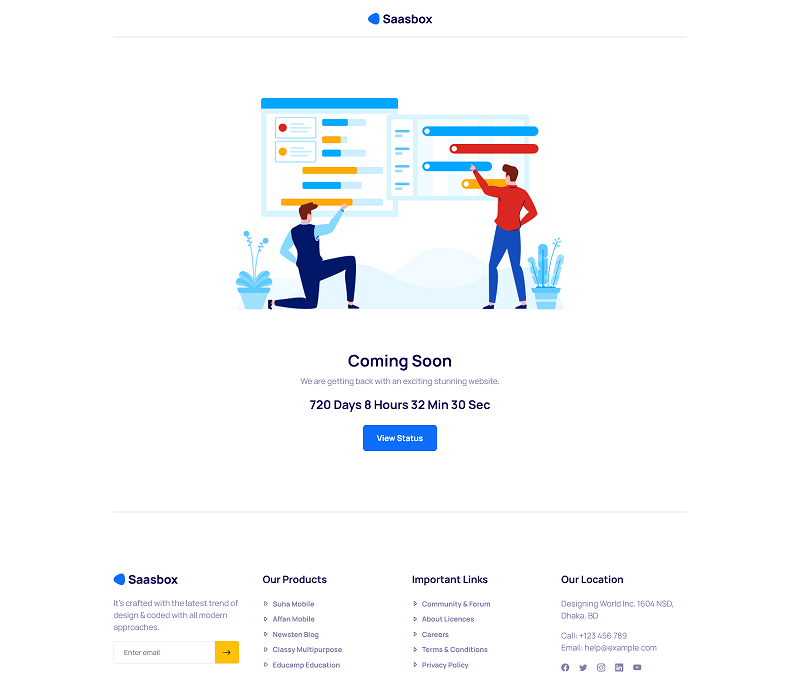 Saasbox
Coming Soon
We are getting back with an exciting stunning website.
720 Days 8 Hours 32 Min 30 Sec
View Status
Saasbox
It's crafted with the latest trend of
design & coded with all modern
approaches.
Enter email
Our Products
Suha Mobile
Affan Mobile
Newsten Blog
Classy Multipurpose
Educamp Education
Important Links
Community & Forum
About Licences
Careers
Terms & Conditions
Privacy Policy
Our Location
Designing World Inc. 1604 NSD,
Dhaka, BD
Call: +123 456 789
Email: help@example.com